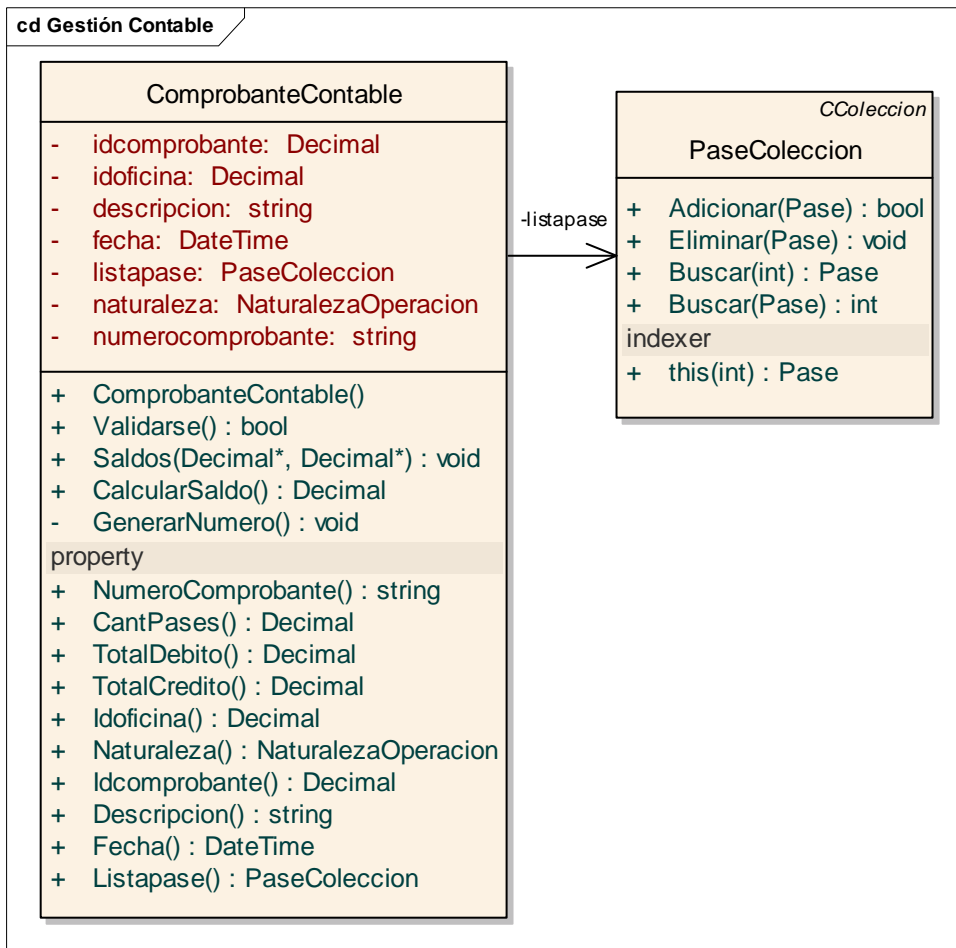 cd Gestión Contable
ComprobanteContable
- idcomprobante: Decimal
- idoficina: Decimal
- descripcion: string
- fecha: DateTime
- listapase: PaseColeccion
- naturaleza: NaturalezaOperacion
- numerocomprobante: string
+ ComprobanteContable()
+ Validarse() : bool
+ Saldos(Decimal*, Decimal*) : void
+ CalcularSaldo() : Decimal
- GenerarNumero() : void
property
+ NumeroComprobante() : string
+ CantPases() : Decimal
+ TotalDebito() : Decimal
+ TotalCredito() : Decimal
+ Idoficina() : Decimal
+ Naturaleza() : NaturalezaOperacion
+ Idcomprobante() : Decimal
+ Descripcion() : string
+ Fecha() : DateTime
+ Listapase() : PaseColeccion
-listapase
CColeccion
PaseColeccion
+ Adicionar(Pase) : bool
+ Eliminar(Pase) : void
+ Buscar(int) : Pase
+ Buscar(Pase) : int
indexer
+ this(int) : Pase